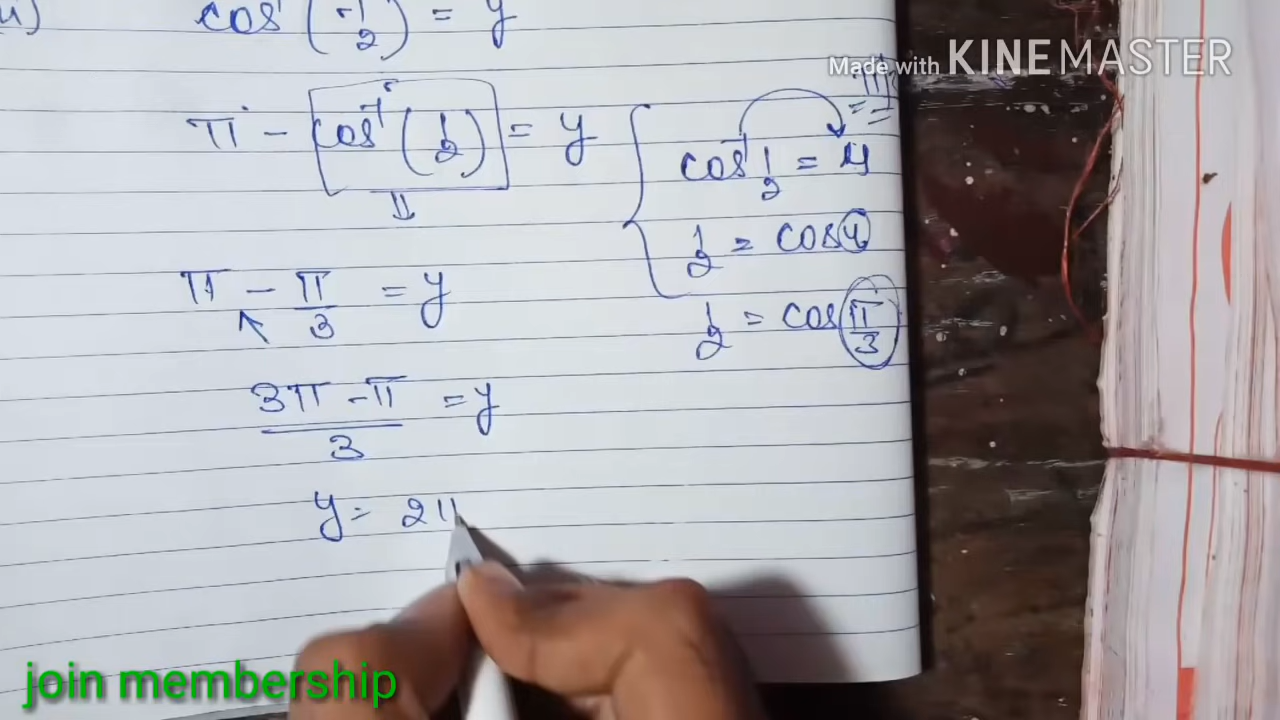 cos⁻¹(-1/2) = y
Made with KINEMASTER
π - cos⁻¹(1/2) = y
cos⁻¹ 1/2 = y
1/2 = cos y
π - π/3 = y
1/2 = cos π/3
3π - π/3 = y
y = 2π
join membership